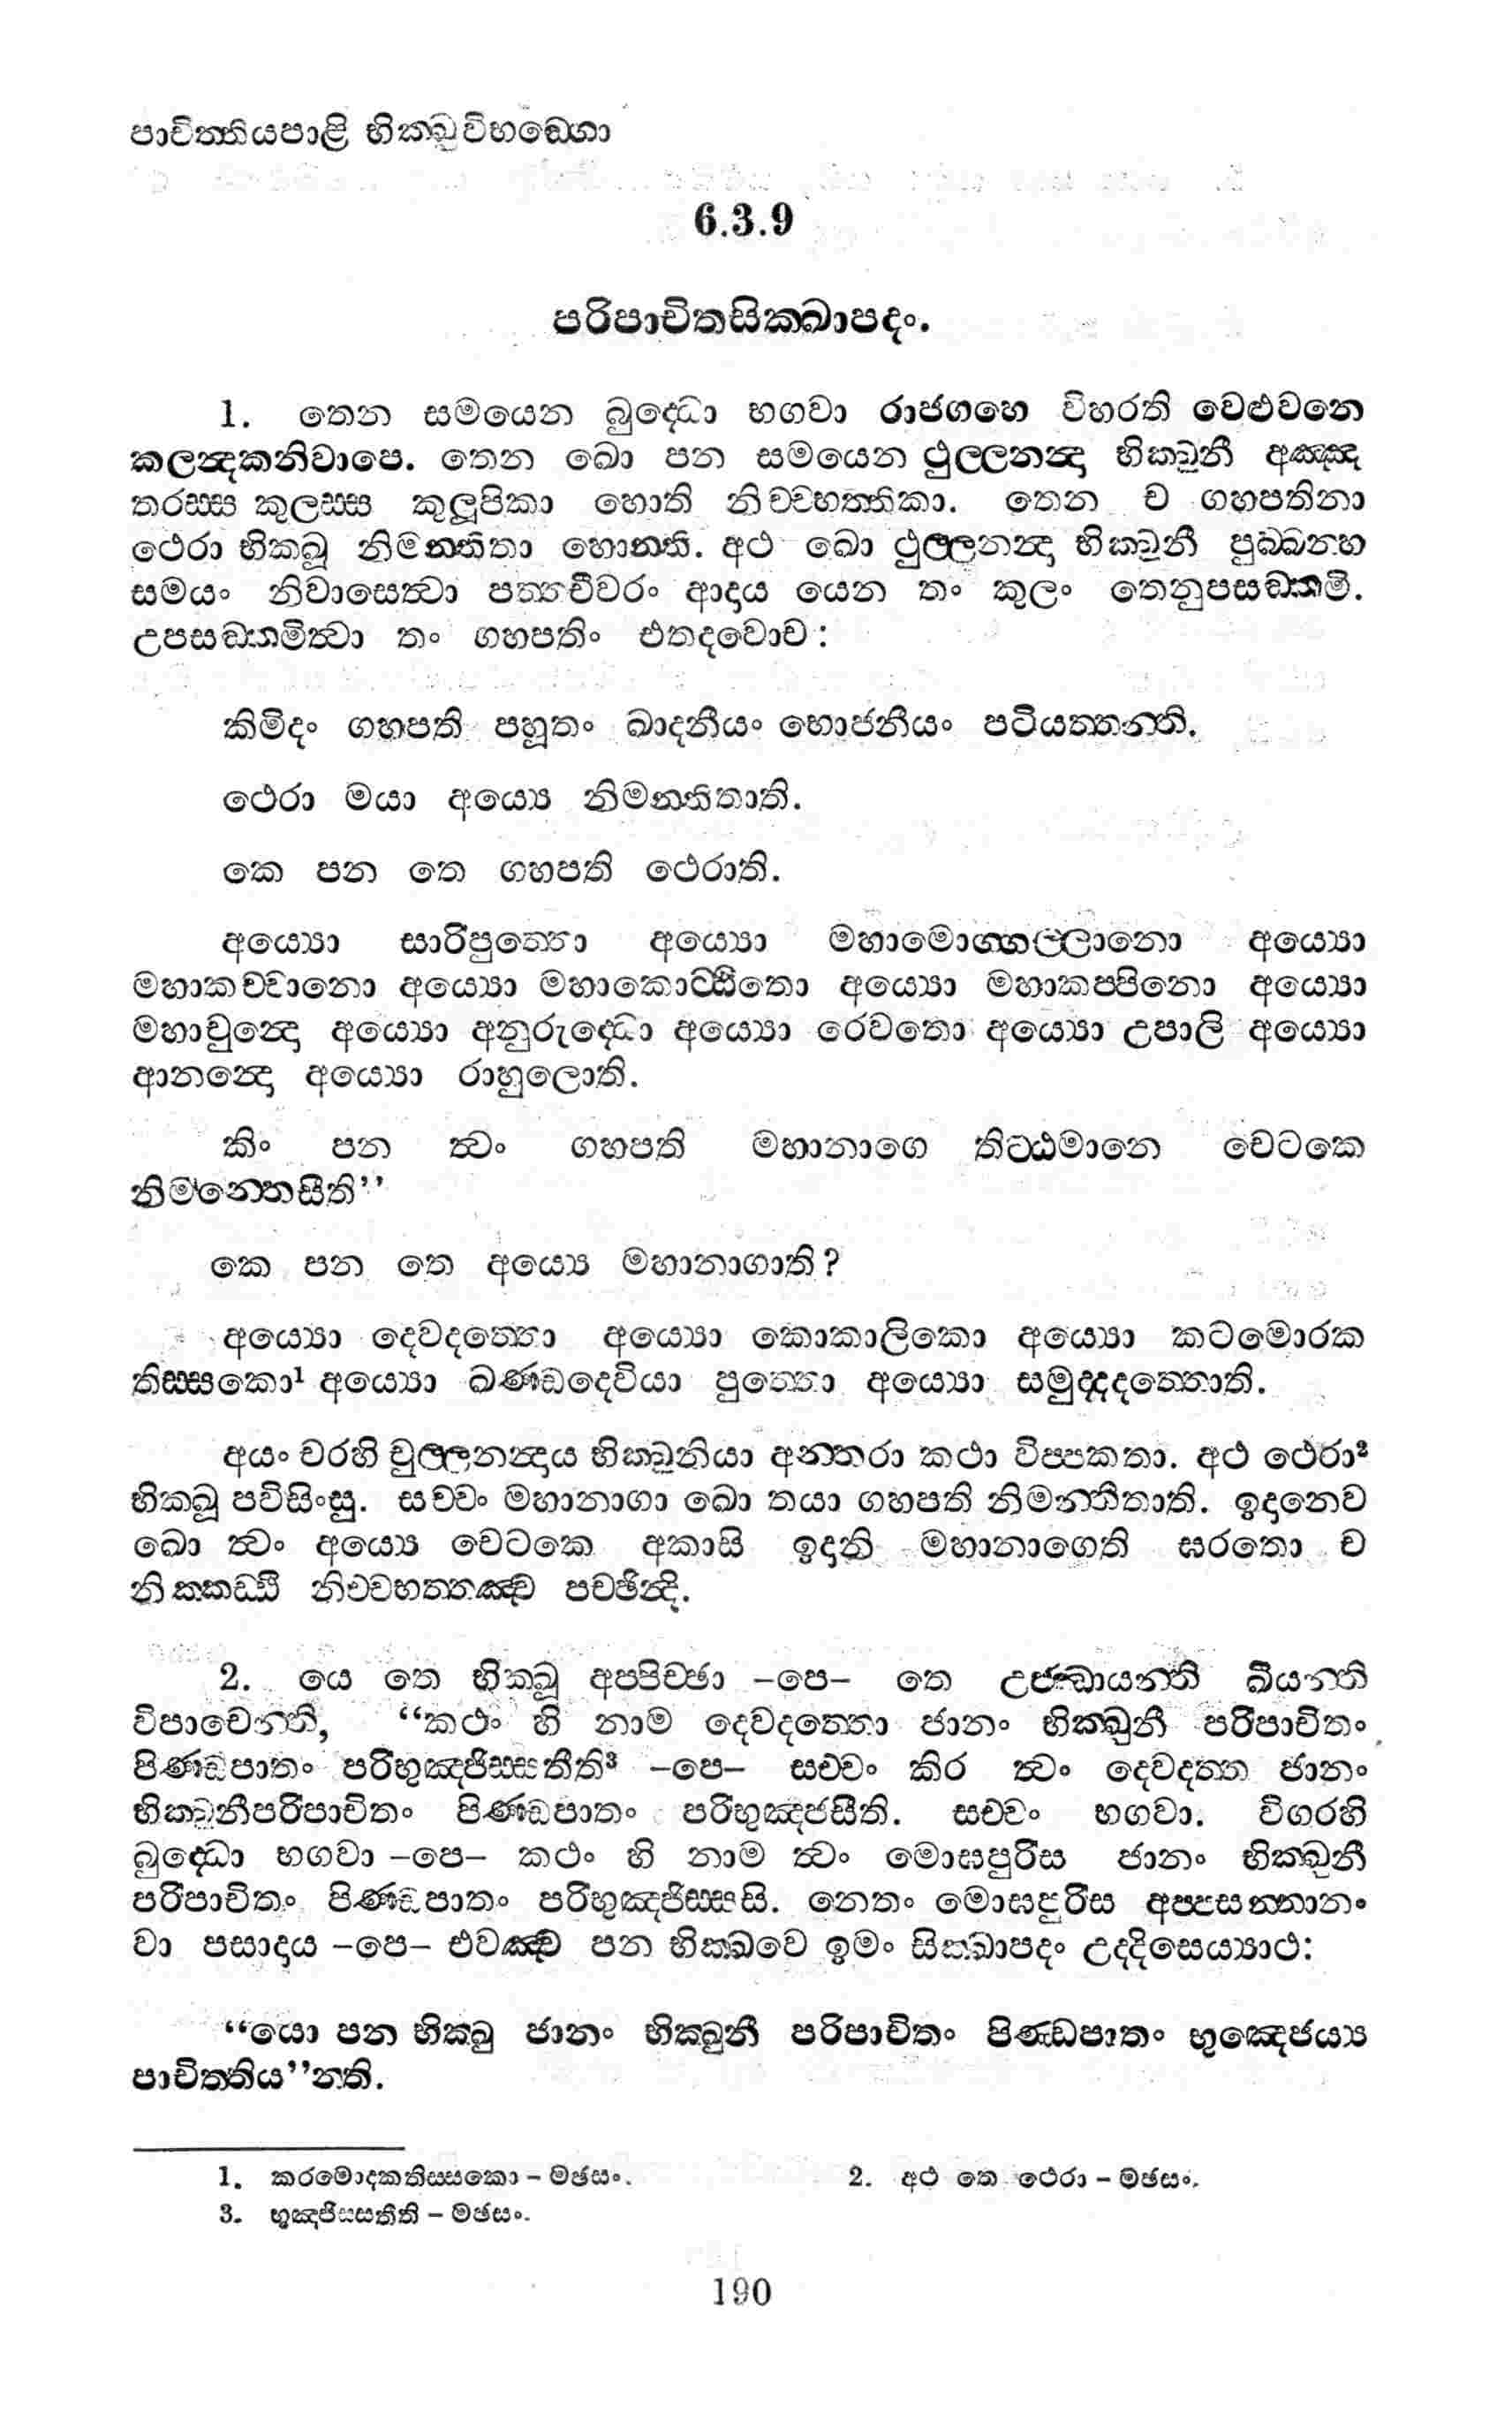 පාචිත්තියපාළි භික්ඛුවිභඞ්ගො
6.3.9
පරිපාචිතසික්ඛාපදං.
1. තෙන සමයෙන බුද්ධො භගවා රාජගහෙ විහරති වෙළුවනෙ
කලන්දකනිවාපෙ. තෙන ඛො පන සමයෙන ථුල්ලනන්දා භික්ඛුනී අඤ්ඤ
තරස්ස කුලස්ස කුලූපිකා හොති නිච්චභත්තිකා. තෙන ච ගහපතිනා
ථෙරා භික්ඛූ නිමන්තිතා හොන්ති. අථ ඛො ථුල්ලනන්දා භික්ඛුනී පුබ්බන්හ
සමයං නිවාසෙත්වා පත්තචීවරං ආදාය යෙන තං කුලං තෙනුපසඞ්කමි.
උපසඞ්කමිත්වා තං ගහපතිං එතදවොච:
කිමිදං ගහපති පහූතං ඛාදනීයං භොජනීයං පටියත්තන්ති.
ථෙරා මයා අය්‍යෙ නිමන්තිතාති.
කෙ පන තෙ ගහපති ථෙරාති.
අය්‍යො සාරිපුත්තො අය්‍යො මහාමොග්ගල්ලානො අය්‍යො
මහාකච්චානො අය්‍යො මහාකොට්ඨිතො අය්‍යො මහාකප්පිනො අය්‍යො
මහාචුන්දො අය්‍යො අනුරුද්ධො අය්‍යො රෙවතො අය්‍යො උපාලි අය්‍යො
ආනන්දො අය්‍යො රාහුලොති.
කිං පන ත්වං ගහපති මහානාගෙ තිට්ඨමානෙ චෙටකෙ
නිමන්තෙසීති’’
කෙ පන තෙ අය්‍යෙ මහානාගාති?
අය්‍යො දෙවදත්තො අය්‍යො කොකාලිකො අය්‍යො කටමොරක
තිස්සකො¹ අය්‍යො ඛණ්ඩදෙවියා පුත්තො අය්‍යො සමුද්දදත්තොති.
අයං චරහි චුල්ලනන්දාය භික්ඛුනියා අන්තරා කථා විප්පකතා. අථ ථෙරා²
භික්ඛූ පවිසිංසු. සච්චං මහානාගා ඛො තයා ගහපති නිමන්තිතාති. ඉදානෙව
ඛො ත්වං අය්‍යෙ චෙටකෙ අකාසි ඉදානි මහානාගෙති ඝරතො ච
නික්කඩ්ඪි නිච්චභත්තඤ්ච පච්ඡින්දි.
2. යෙ තෙ භික්ඛූ අප්පිච්ඡා –පෙ– තෙ උජ්ඣායන්ති ඛීයන්ති
විපාචෙන්ති, “කථං හි නාම දෙවදත්තො ජානං භික්ඛුනී පරිපාචිතං
පිණ්ඩපාතං පරිභුඤ්ජිස්සතීති³ –පෙ– සච්චං කිර ත්වං දෙවදත්ත ජානං
භික්ඛුනීපරිපාචිතං පිණ්ඩපාතං පරිභුඤ්ජසීති. සච්චං භගවා. විගරහි
බුද්ධො භගවා –පෙ– කථං හි නාම ත්වං මොඝපුරිස ජානං භික්ඛුනී
පරිපාචිතං පිණ්ඩපාතං පරිභුඤ්ජිස්සසි. නෙතං මොඝපුරිස අප්පසන්නානං
වා පසාදාය –පෙ– එවඤ්ච පන භික්ඛවෙ ඉමං සික්ඛාපදං උද්දිසෙය්‍යාථ:
“යො පන භික්ඛු ජානං භික්ඛුනී පරිපාචිතං පිණ්ඩපාතං භුඤ්ජෙය්‍ය
පාචිත්තිය”න්ති.
1. කරමොදකතිස්සකො – මඡසං.
2. අථ තෙ ථෙරා – මඡසං.
3. භුඤ්ජිස්සතීති – මඡසං.
190